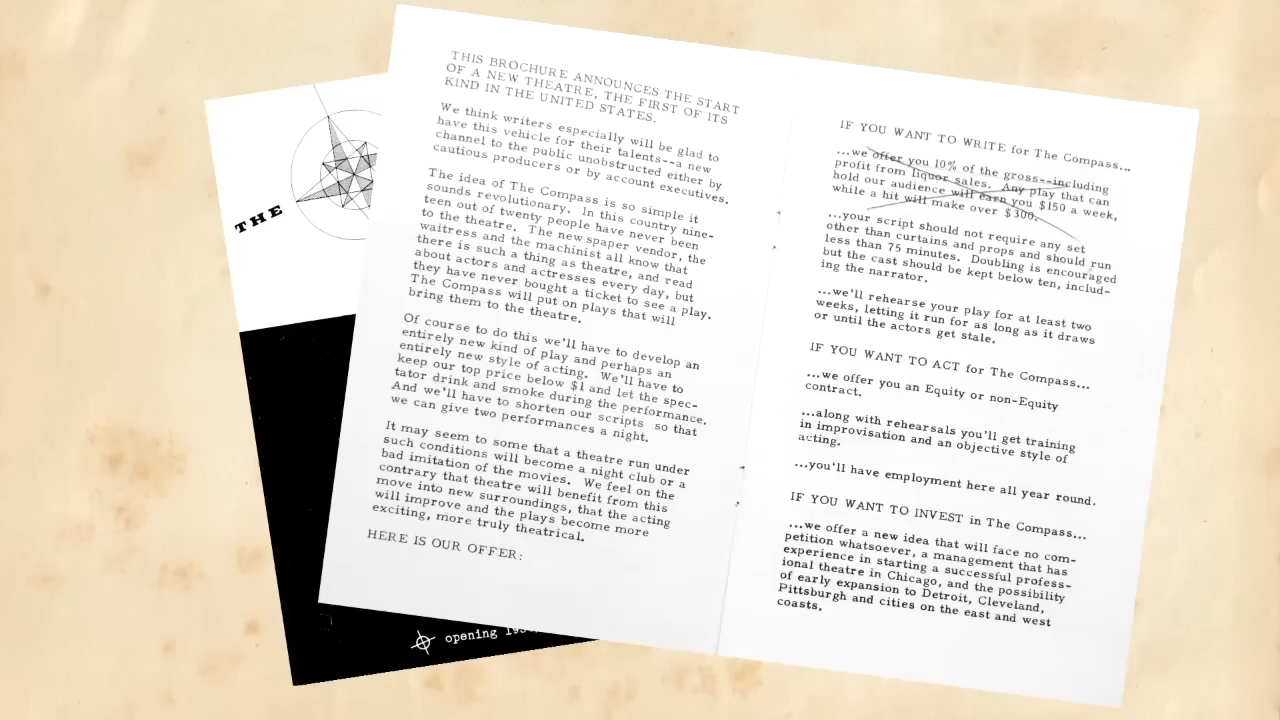 THE
opening 195
THIS BROCHURE ANNOUNCES THE START
OF A NEW THEATRE, THE FIRST OF ITS
KIND IN THE UNITED STATES.
We think writers especially will be glad to
have this vehicle for their talents--a new
channel to the public unobstructed either by
cautious producers or by account executives.
The idea of The Compass is so simple it
sounds revolutionary. In this country nine-
teen out of twenty people have never been
to the theatre. The new spaper vendor, the
waitress and the machinist all know that
there is such a thing as theatre, and read
about actors and actresses every day, but
they have never bought a ticket to see a play.
The Compass will put on plays that will
bring them to the theatre.
Of course to do this we'll have to develop an
entirely new kind of play and perhaps an
entirely new style of acting. We'll have to
keep our top price below $1 and let the spec-
tator drink and smoke during the performance.
And we'll have to shorten our scripts so that
we can give two performances a night.
It may seem to some that a theatre run under
such conditions will become a night club or a
bad imitation of the movies. We feel on the
contrary that theatre will benefit from this
move into new surroundings, that the acting
will improve and the plays become more
exciting, more truly theatrical.
HERE IS OUR OFFER:
IF YOU WANT TO WRITE for The Compass...
...we offer you 10% of the gross--including
profit from liquor sales. Any play that can
hold our audience will earn you $150 a week,
while a hit will make over $300.
...your script should not require any set
other than curtains and props and should run
less than 75 minutes. Doubling is encouraged
but the cast should be kept below ten, includ-
ing the narrator.
...we'll rehearse your play for at least two
weeks, letting it run for as long as it draws
or until the actors get stale.
IF YOU WANT TO ACT for The Compass...
...we offer you an Equity or non-Equity
contract.
...along with rehearsals you'll get training
in improvisation and an objective style of
acting.
...you'll have employment here all year round.
IF YOU WANT TO INVEST in The Compass...
...we offer a new idea that will face no com-
petition whatsoever, a management that has
experience in starting a successful profess-
ional theatre in Chicago, and the possibility
of early expansion to Detroit, Cleveland,
Pittsburgh and cities on the east and west
coasts.